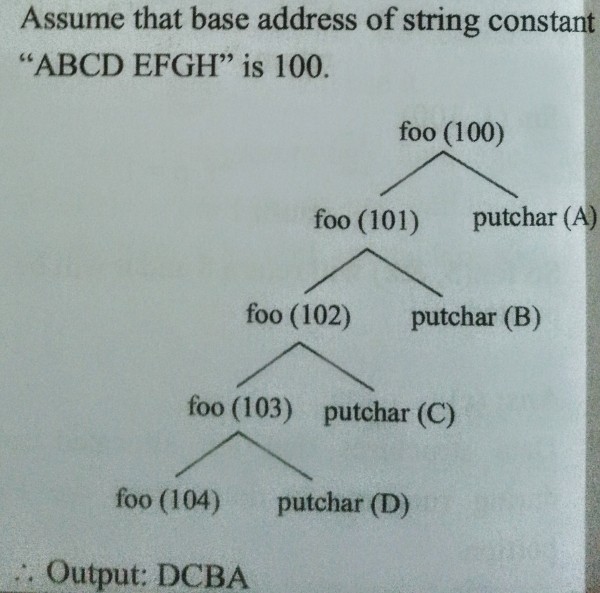 Assume that base address of string constant
“ABCD EFGH” is 100.
foo (100)
foo (101) putchar (A)
foo (102) putchar (B)
foo (103) putchar (C)
foo (104) putchar (D)
∴ Output: DCBA